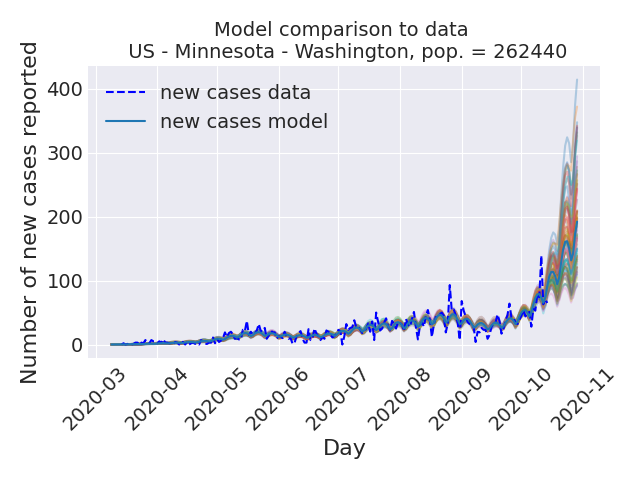 Model comparison to data
US - Minnesota - Washington, pop. = 262440
Number of new cases reported
400
300
200
100
0
new cases data
new cases model
2020-03
2020-04
2020-05
2020-06
2020-07
2020-08
2020-09
2020-10
2020-11
Day